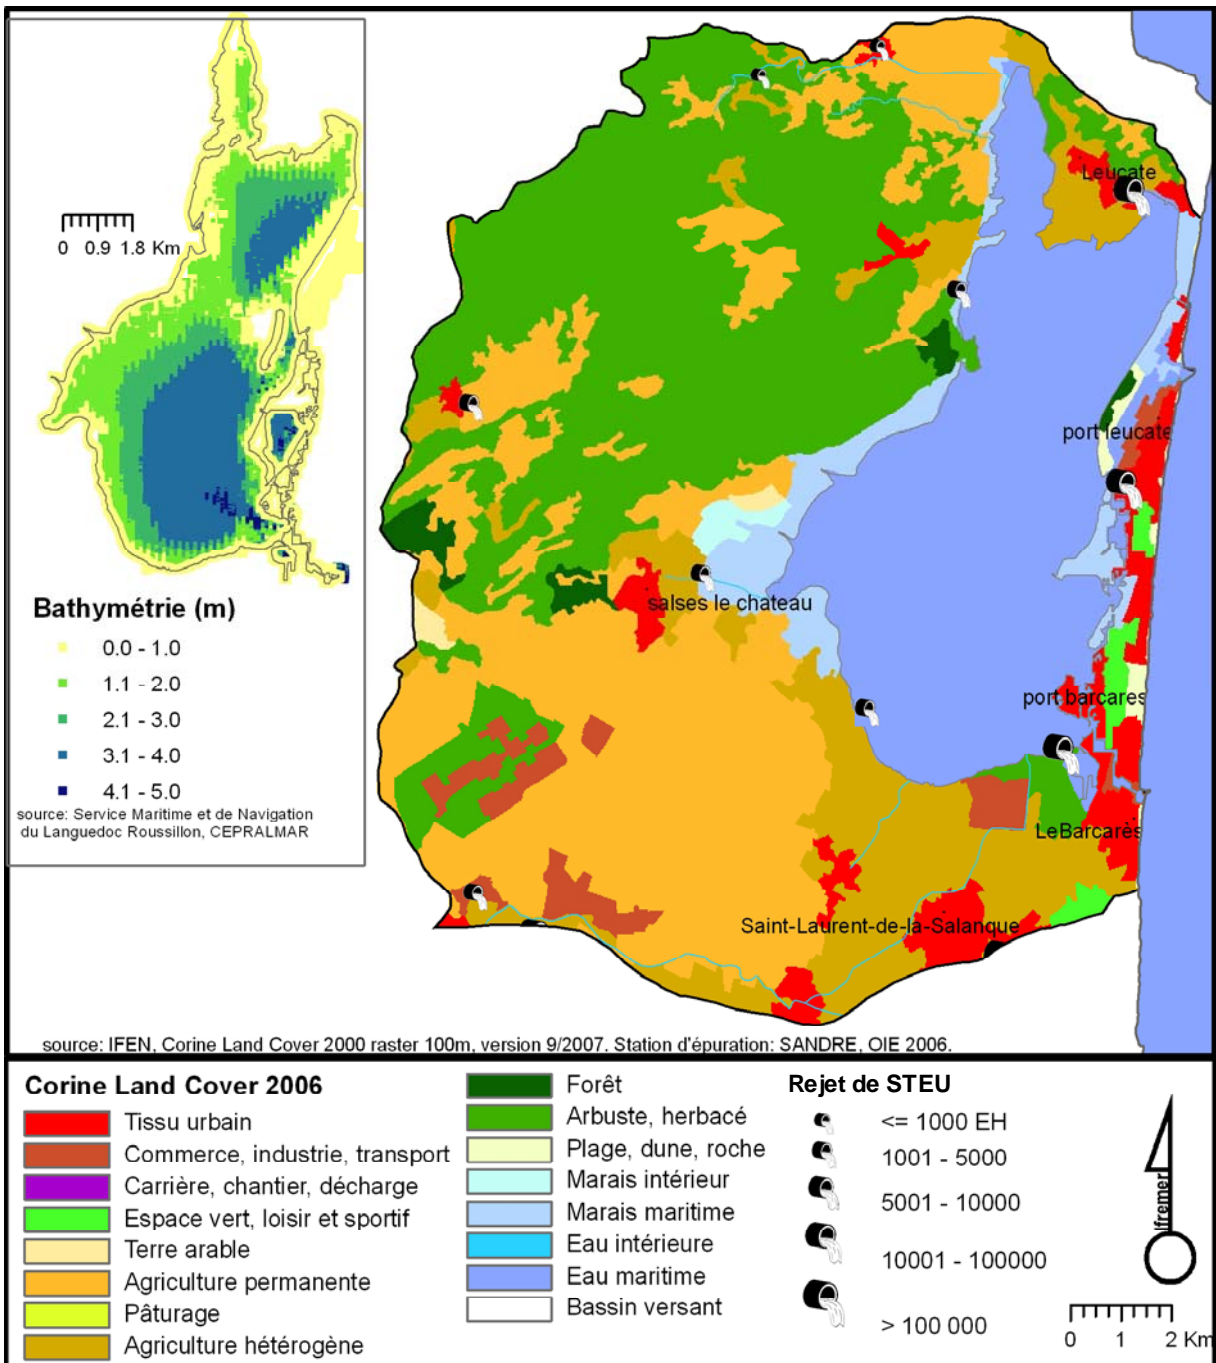 0 0.9 1.8 Km
Bathymétrie (m)
0.0 - 1.0
1.1 - 2.0
2.1 - 3.0
3.1 - 4.0
4.1 - 5.0
source: Service Maritime et de Navigation
du Languedoc Roussillon, CEPRALMAR
Leucate
port leucate
salses le chateau
port barcares
LeBarcarès
Saint-Laurent-de-la-Salanque
source: IFEN, Corine Land Cover 2000 raster 100m, version 9/2007. Station d'épuration: SANDRE, OIE 2006.
Corine Land Cover 2006
Tissu urbain
Commerce, industrie, transport
Carrière, chantier, décharge
Espace vert, loisir et sportif
Terre arable
Agriculture permanente
Pâturage
Agriculture hétérogène
Forêt
Arbuste, herbacé
Plage, dune, roche
Marais intérieur
Marais maritime
Eau intérieure
Eau maritime
Bassin versant
Rejet de STEU
<= 1000 EH
1001 - 5000
5001 - 10000
10001 - 100000
> 100 000
Ifremer
0 1 2 Km